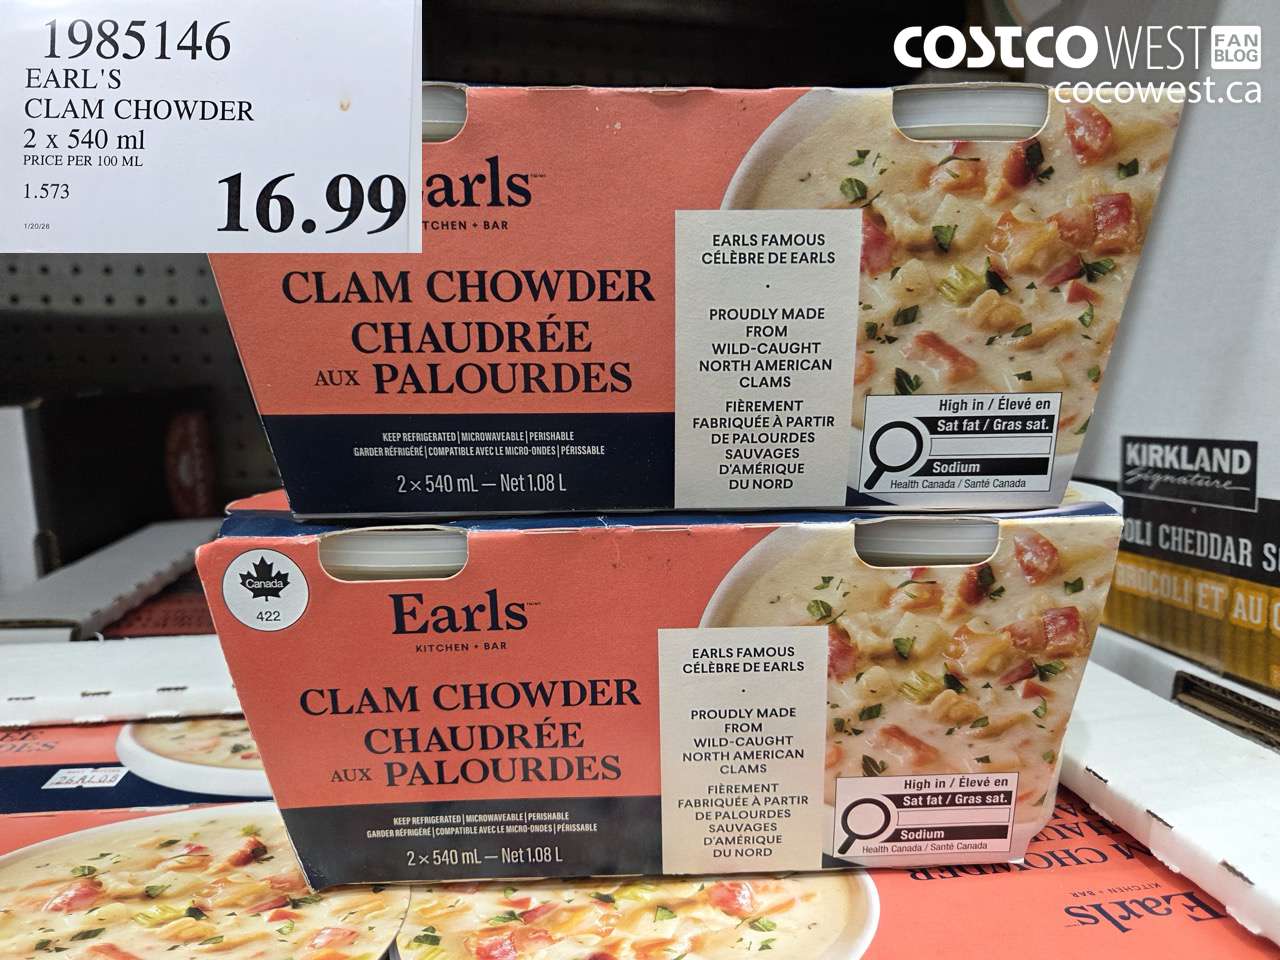 1985146
EARL'S
CLAM CHOWDER
2 x 540 ml
PRICE PER 100 ML
1.573
16.99
1/20/26
COSTCO WEST FAN BLOG
cocowest.ca
arls
TCHEN + BAR
CLAM CHOWDER
CHAUDRÉE
AUX PALOURDES
KEEP REFRIGERATED | MICROWAVEABLE | PERISHABLE
GARDER RÉFRIGÉRÉ | COMPATIBLE AVEC LE MICRO-ONDES | PÉRISSABLE
2 × 540 mL — Net 1.08 L
EARLS FAMOUS
CÉLÈBRE DE EARLS
·
PROUDLY MADE
FROM
WILD-CAUGHT
NORTH AMERICAN
CLAMS
FIÈREMENT
FABRIQUÉE À PARTIR
DE PALOURDES
SAUVAGES
D'AMÉRIQUE
DU NORD
High in / Élevé en
Sat fat / Gras sat.
Sodium
Health Canada / Santé Canada
KIRKLAND
Signature
OLI CHEDDAR S
BROCOLI ET AU C
Canada
422
Earls
KITCHEN + BAR
CLAM CHOWDER
CHAUDRÉE
AUX PALOURDES
KEEP REFRIGERATED | MICROWAVEABLE | PERISHABLE
GARDER RÉFRIGÉRÉ | COMPATIBLE AVEC LE MICRO-ONDES | PÉRISSABLE
2 × 540 mL — Net 1.08 L
EARLS FAMOUS
CÉLÈBRE DE EARLS
·
PROUDLY MADE
FROM
WILD-CAUGHT
NORTH AMERICAN
CLAMS
FIÈREMENT
FABRIQUÉE À PARTIR
DE PALOURDES
SAUVAGES
D'AMÉRIQUE
DU NORD
High in / Élevé en
Sat fat / Gras sat.
Sodium
Health Canada / Santé Canada
Earls
KITCHEN + BAR
M CHOWDER